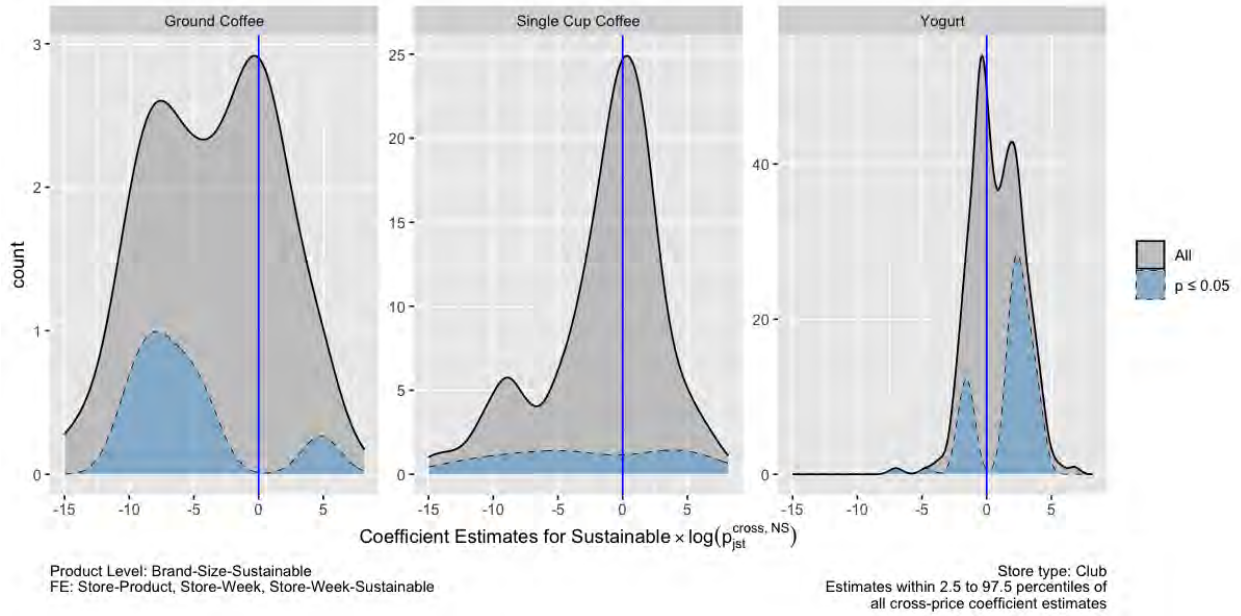 Ground Coffee
Single Cup Coffee
Yogurt
3
2
1
0
25
20
15
10
5
0
40
20
0
count
-15 -10 -5 0 5
-15 -10 -5 0 5
-15 -10 -5 0 5
All
p ≤ 0.05
Coefficient Estimates for Sustainable × log(p_jst^cross, NS)
Product Level: Brand-Size-Sustainable
FE: Store-Product, Store-Week, Store-Week-Sustainable
Store type: Club
Estimates within 2.5 to 97.5 percentiles of
all cross-price coefficient estimates